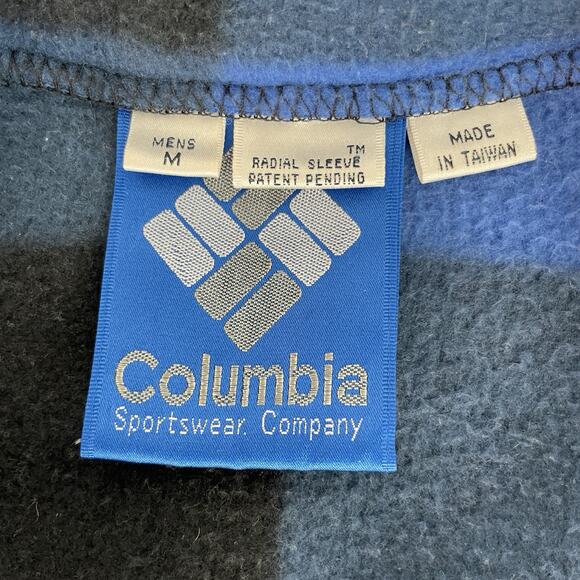 MENS
M
TM
RADIAL SLEEVE
PATENT PENDING
MADE
IN TAIWAN
Columbia
Sportswear Company